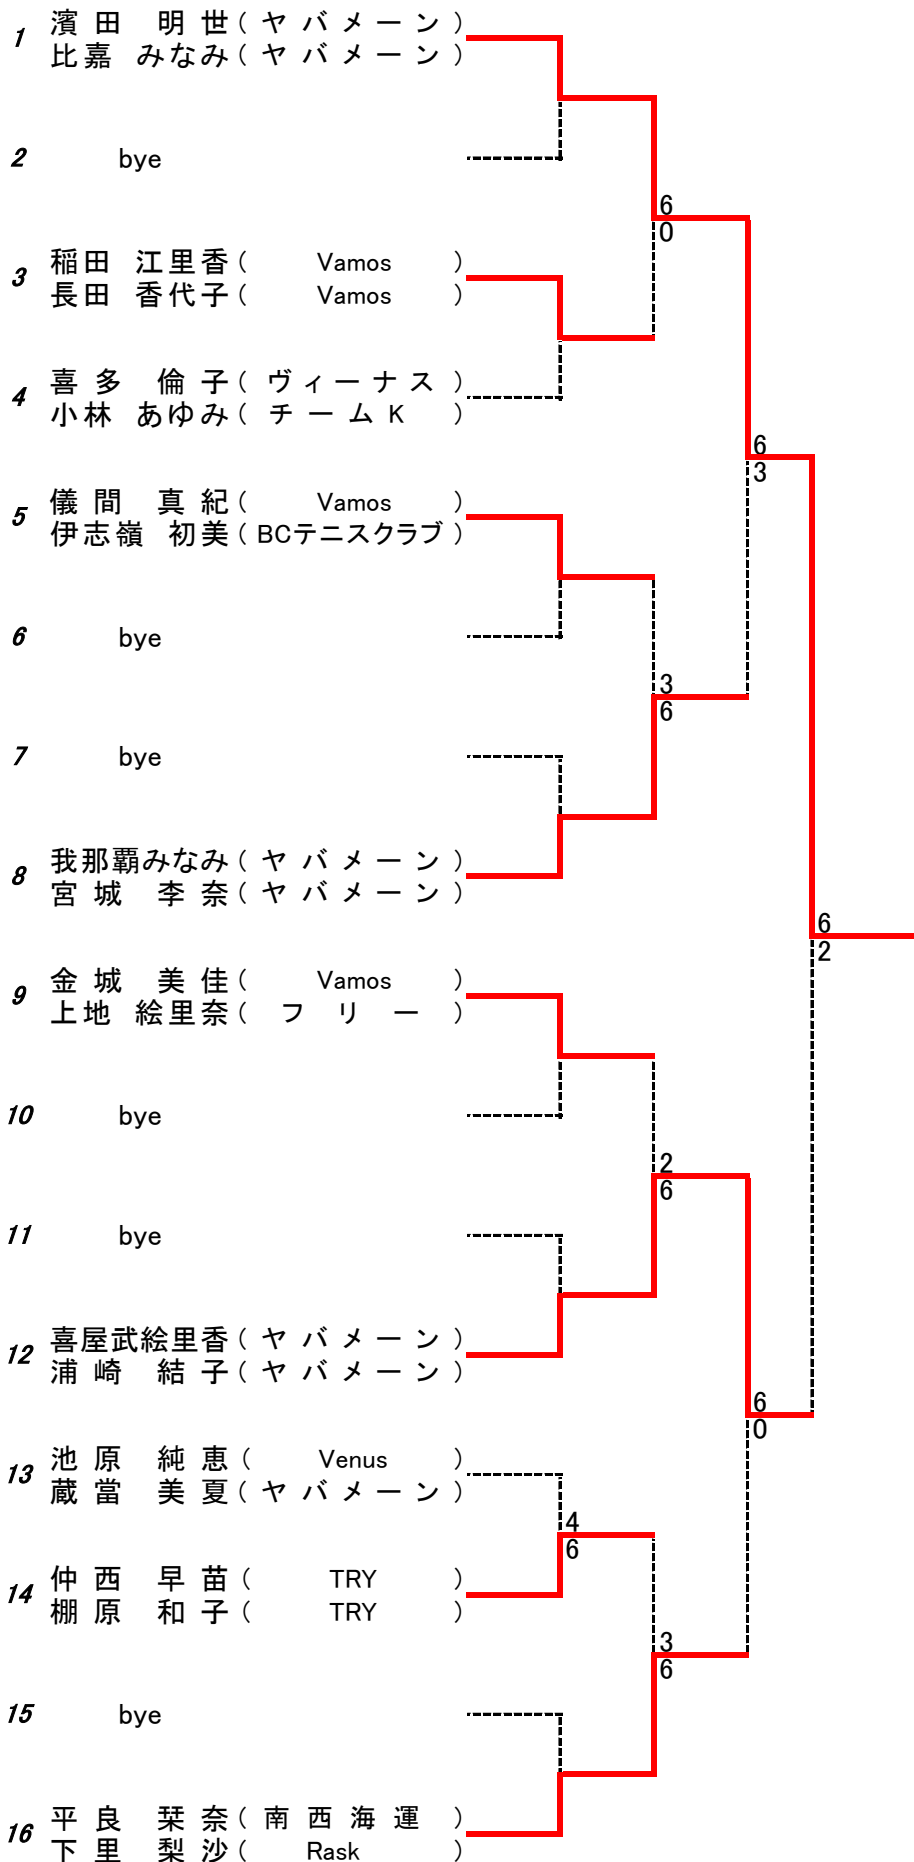 1 濱田 明世(ヤバメーン)
比嘉 みなみ(ヤバメーン)
2 bye
6
0
3 稲田 江里香(Vamos)
長田 香代子(Vamos)
4 喜多 倫子(ヴィーナス)
小林 あゆみ(チームK)
6
3
5 儀間 真紀(Vamos)
伊志嶺 初美(BCテニスクラブ)
6 bye
3
6
7 bye
8 我那覇みなみ(ヤバメーン)
宮城 李奈(ヤバメーン)
6
2
9 金城 美佳(Vamos)
上地 絵里奈(フリー)
10 bye
2
6
11 bye
12 喜屋武絵里香(ヤバメーン)
浦崎 結子(ヤバメーン)
6
0
13 池原 純恵(Venus)
蔵當 美夏(ヤバメーン)
4
6
14 仲西 早苗(TRY)
棚原 和子(TRY)
3
6
15 bye
16 平良 栞奈(南西海運)
下里 梨沙(Rask)